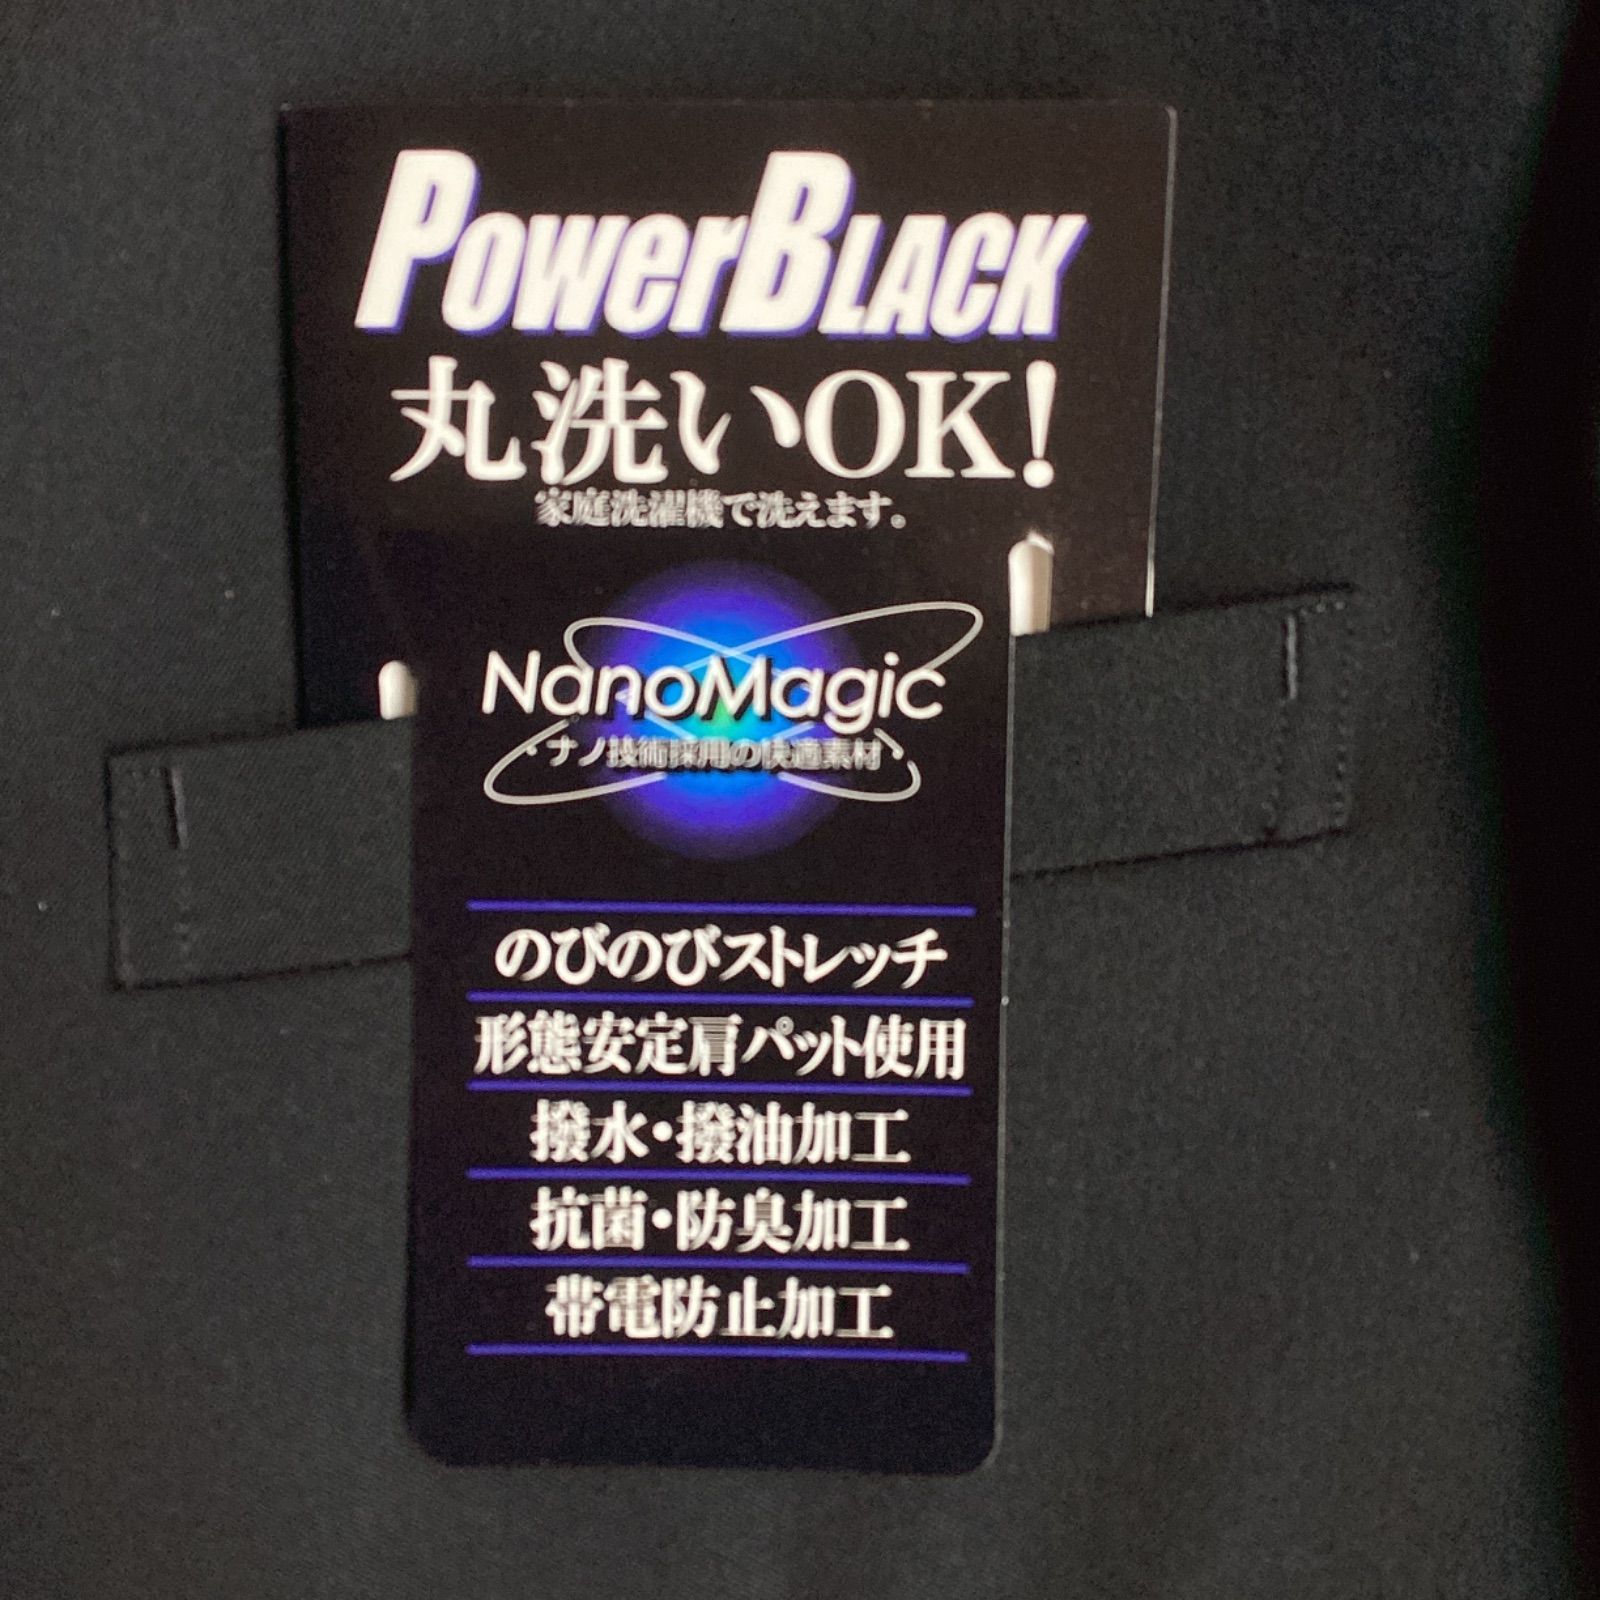 PowerBLACK
丸洗いOK!
家庭洗濯機で洗えます。
NanoMagic
・ナノ技術採用の快適素材・
のびのびストレッチ
形態安定肩パット使用
撥水・撥油加工
抗菌・防臭加工
帯電防止加工